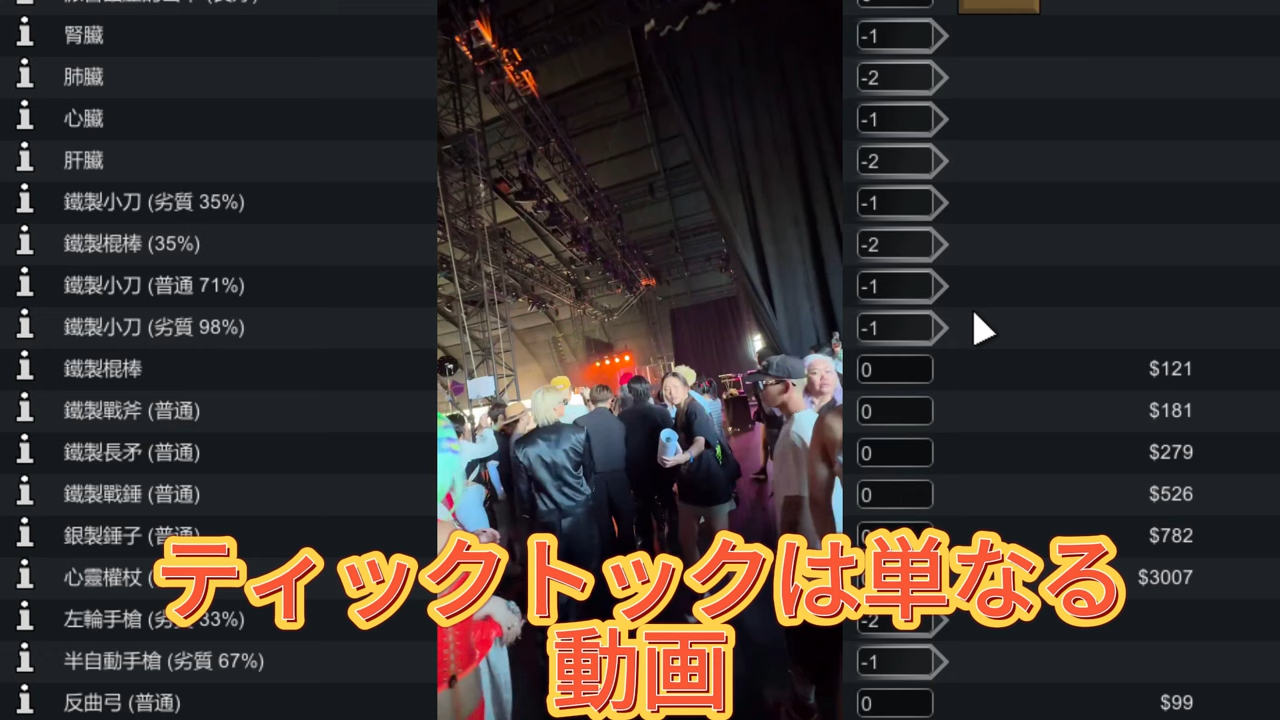 腎臟 -1
肺臟 -2
心臟 -1
肝臟 -2
鐵製小刀 (劣質 35%) -1
鐵製棍棒 (35%) -2
鐵製小刀 (普通 71%) -1
鐵製小刀 (劣質 98%) -1
鐵製棍棒 0 $121
鐵製戰斧 (普通) 0 $181
鐵製長矛 (普通) 0 $279
鐵製戰錘 (普通) 0 $526
銀製錘子 (普通) $782
心靈權杖 ( $3007
左輪手槍 (劣質 33%) -2
半自動手槍 (劣質 67%) -1
反曲弓 (普通) 0 $99
ティックトックは単なる
動画